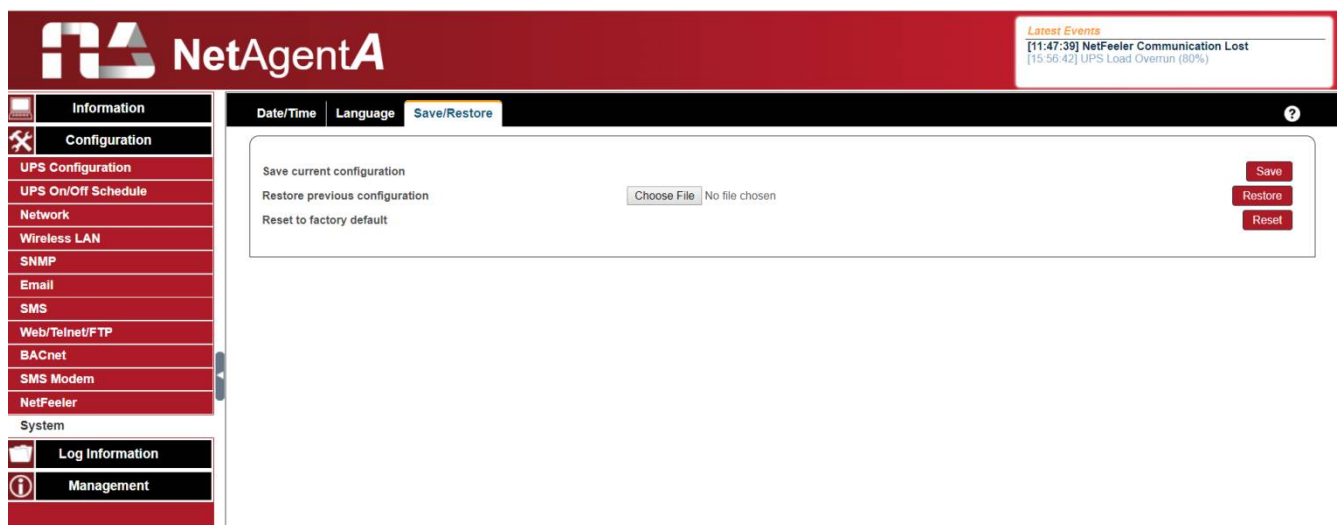 NetAgentA
Latest Events
[11:47:39] NetFeeler Communication Lost
[15:56:42] UPS Load Overrun (80%)
Information
Configuration
UPS Configuration
UPS On/Off Schedule
Network
Wireless LAN
SNMP
Email
SMS
Web/Telnet/FTP
BACnet
SMS Modem
NetFeeler
System
Log Information
Management
Date/Time Language Save/Restore ?
Save current configuration Save
Restore previous configuration Choose File No file chosen Restore
Reset to factory default Reset